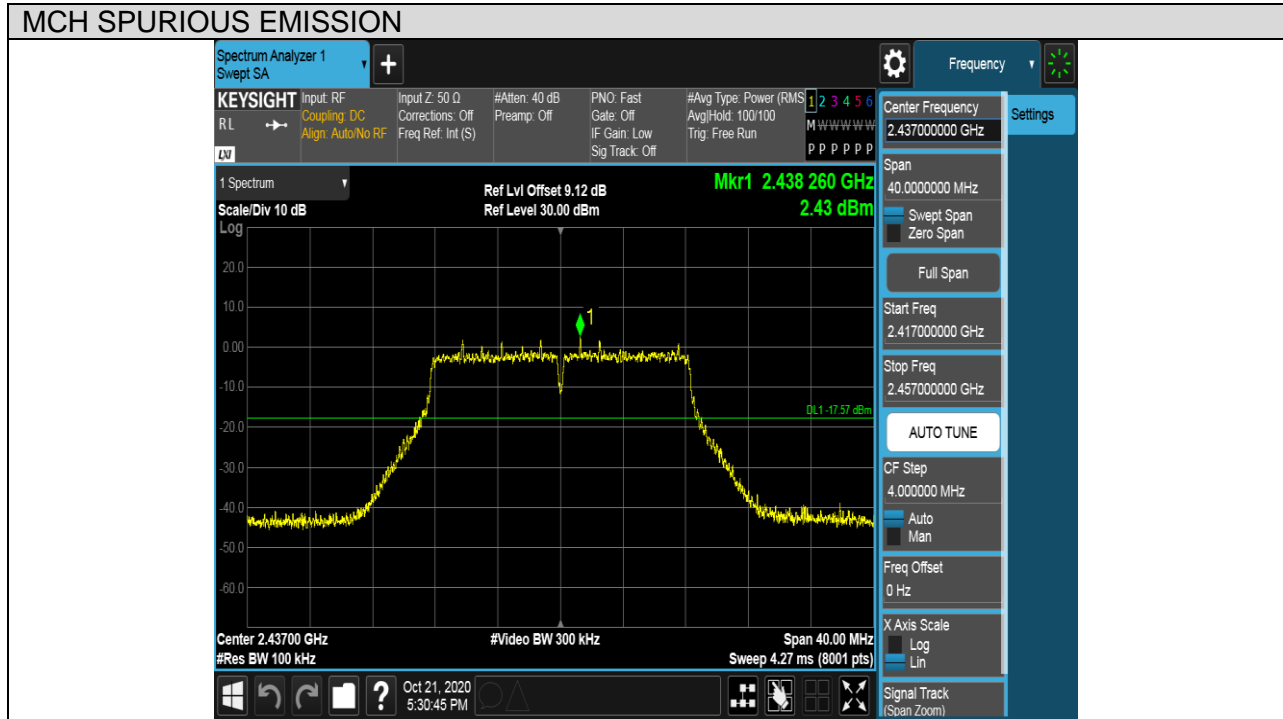 MCH SPURIOUS EMISSION
Spectrum Analyzer 1
Swept SA
+
Frequency
KEYSIGHT
RL
LXI
Input: RF
Coupling: DC
Align: Auto/No RF
Input Z: 50 Ω
Corrections: Off
Freq Ref: Int (S)
#Atten: 40 dB
Preamp: Off
PNO: Fast
Gate: Off
IF Gain: Low
Sig Track: Off
#Avg Type: Power (RMS
Avg|Hold: 100/100
Trig: Free Run
1 2 3 4 5 6
M W W W W W
P P P P P P
1 Spectrum
Scale/Div 10 dB
Ref Lvl Offset 9.12 dB
Ref Level 30.00 dBm
Mkr1 2.438 260 GHz
2.43 dBm
Log
20.0
10.0
0.00
-10.0
-20.0
-30.0
-40.0
-50.0
-60.0
1
DL1 -17.57 dBm
Center 2.43700 GHz
#Res BW 100 kHz
#Video BW 300 kHz
Span 40.00 MHz
Sweep 4.27 ms (8001 pts)
Center Frequency
2.437000000 GHz
Settings
Span
40.0000000 MHz
Swept Span
Zero Span
Full Span
Start Freq
2.417000000 GHz
Stop Freq
2.457000000 GHz
AUTO TUNE
CF Step
4.000000 MHz
Auto
Man
Freq Offset
0 Hz
X Axis Scale
Log
Lin
Signal Track
(Span Zoom)
?
Oct 21, 2020
5:30:45 PM